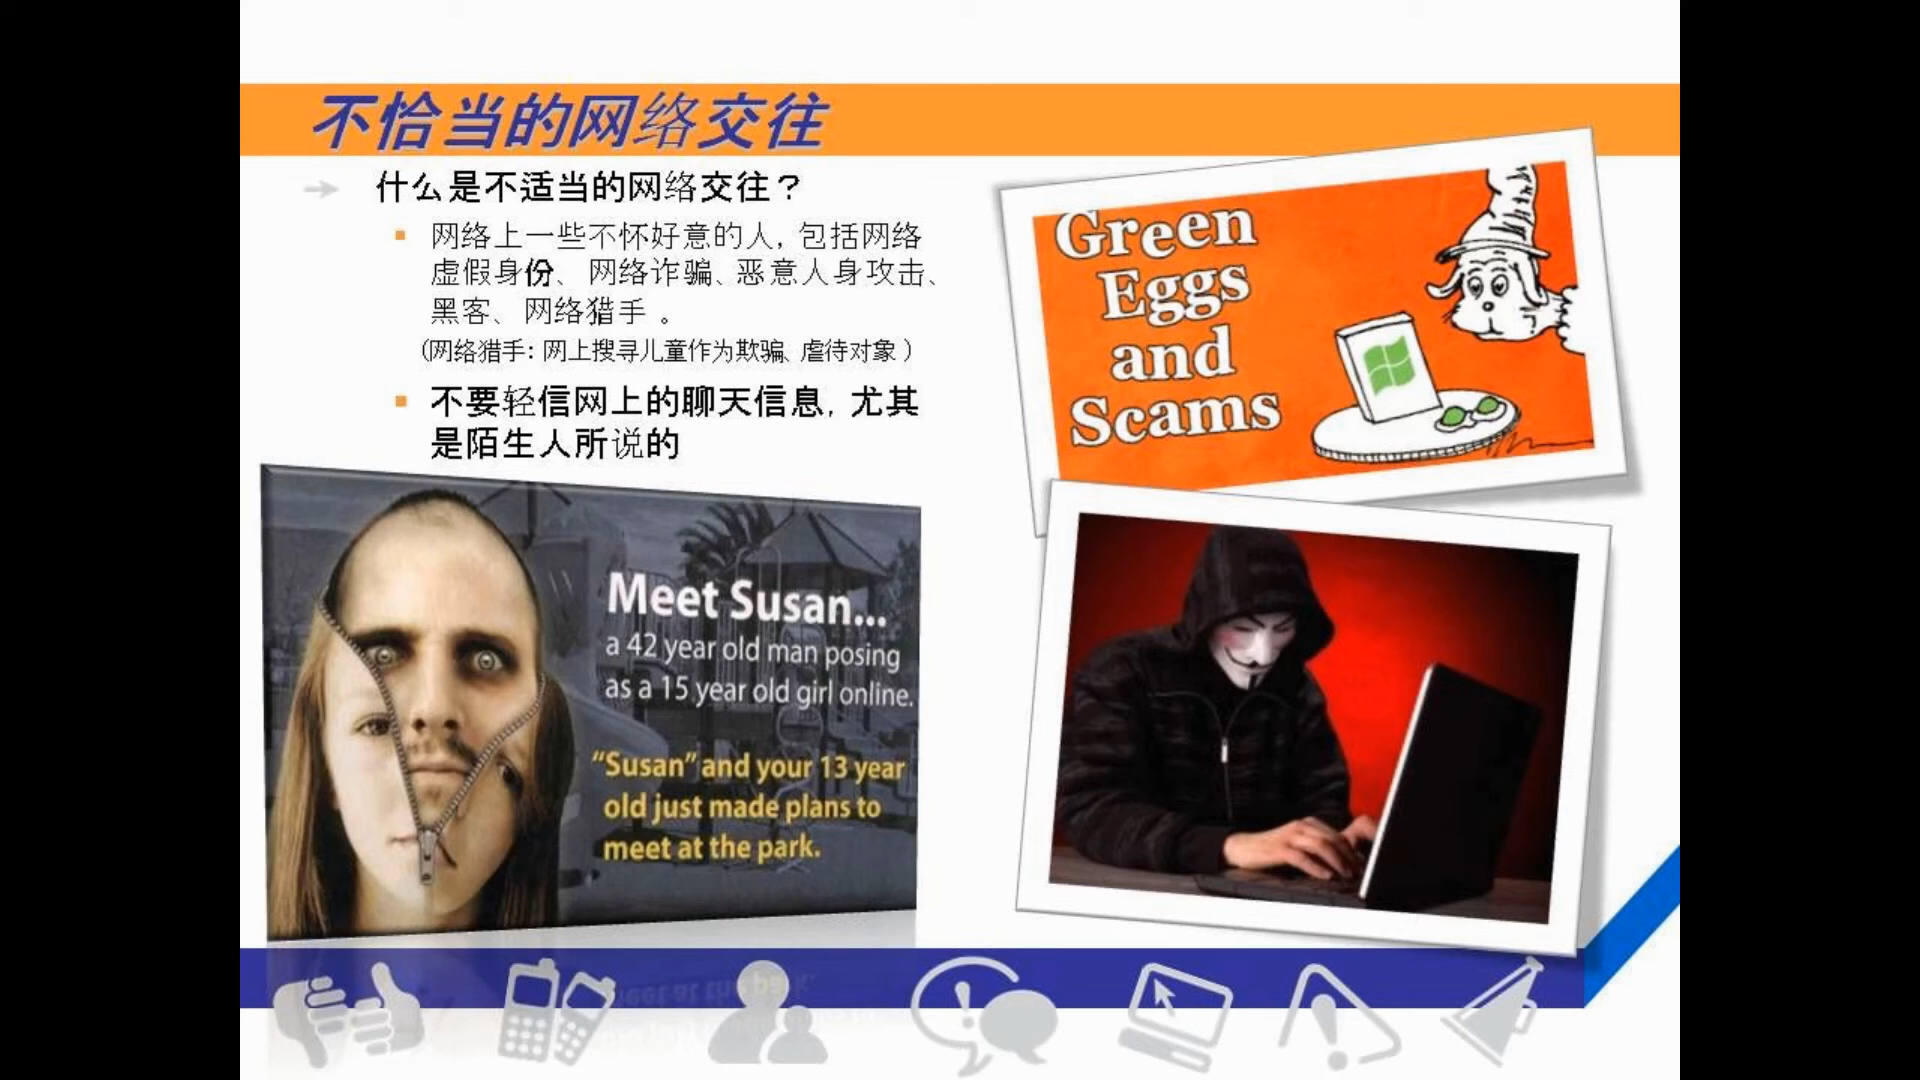 不恰当的网络交往
什么是不适当的网络交往？
网络上一些不怀好意的人, 包括网络
虚假身份、 网络诈骗、恶意人身攻击、
黑客、网络猎手 。
(网络猎手: 网上搜寻儿童作为欺骗、虐待对象 )
不要轻信网上的聊天信息, 尤其
是陌生人所说的
Green
Eggs
and
Scams
Meet Susan...
a 42 year old man posing
as a 15 year old girl online.
“Susan” and your 13 year
old just made plans to
meet at the park.